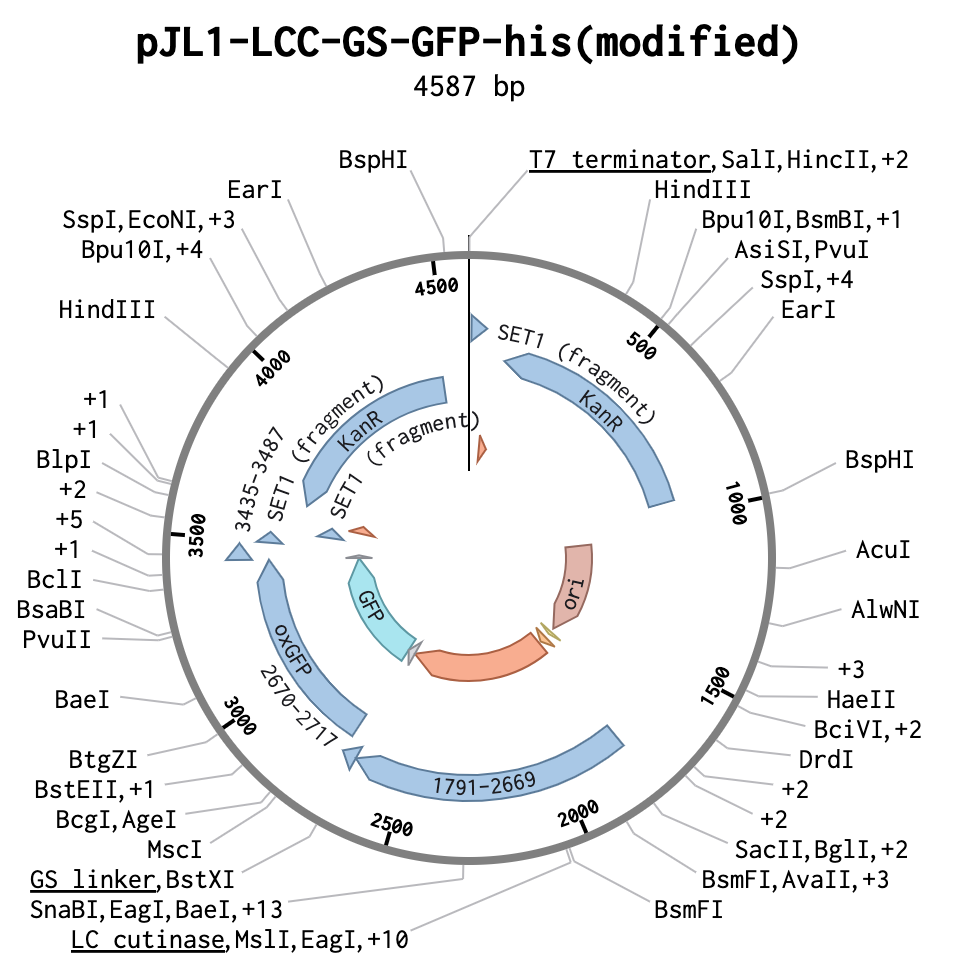 pJL1-LCC-GS-GFP-his(modified)
4587 bp
BspHI
T7 terminator,SalI,HincII,+2
EarI
HindIII
SspI,EcoNI,+3
Bpu10I,BsmBI,+1
Bpu10I,+4
AsiSI,PvuI
SspI,+4
HindIII
EarI
4500
500
4000
SET1 (fragment)
KanR
SET1 (fragment)
KanR
SET1 (fragment)
3435-3487
+1
+1
BlpI
+2
+5
+1
BclI
BsaBI
PvuII
BspHI
1000
3500
AcuI
AlwNI
ori
GFP
oxGFP
2670-2717
1791-2669
+3
1500
HaeII
BciVI,+2
DrdI
+2
+2
SacII,BglI,+2
BsmFI,AvaII,+3
BsmFI
2000
2500
3000
BaeI
BtgZI
BstEII,+1
BcgI,AgeI
MscI
GS linker,BstXI
SnaBI,EagI,BaeI,+13
LC cutinase,MslI,EagI,+10